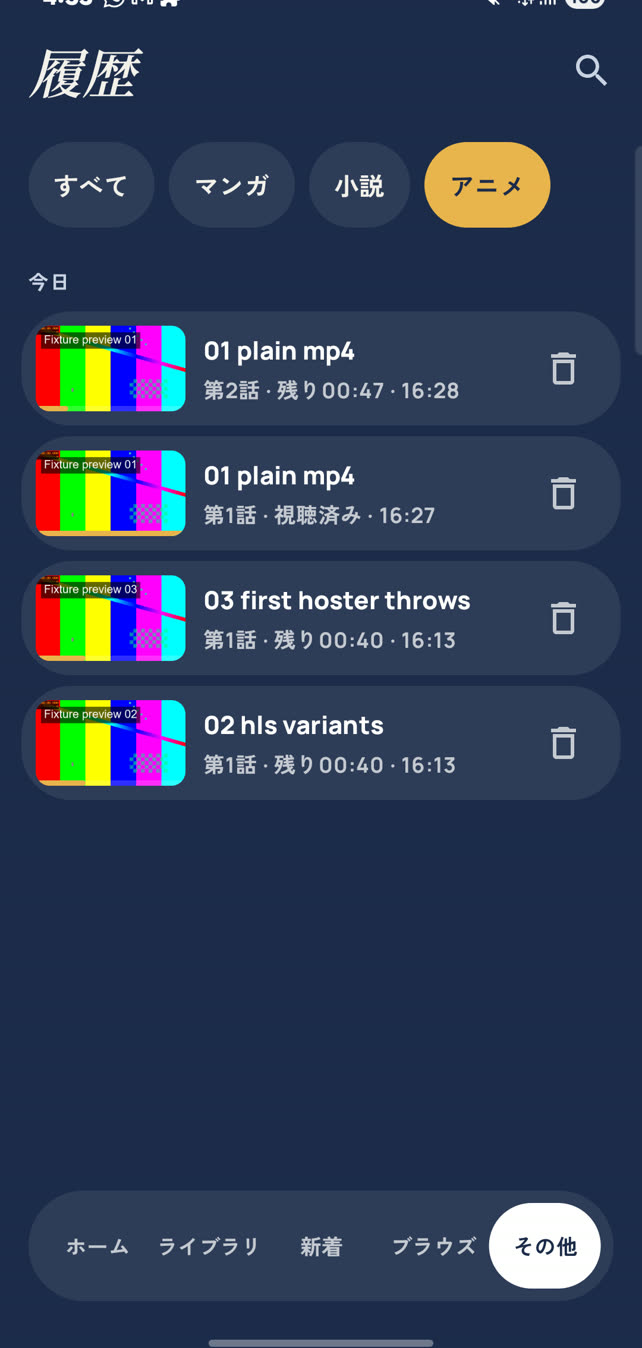 履歴
すべて
マンガ
小説
アニメ
今日
Fixture preview 01
01 plain mp4
第2話 · 残り00:47 · 16:28
Fixture preview 01
01 plain mp4
第1話 · 視聴済み · 16:27
Fixture preview 03
03 first hoster throws
第1話 · 残り00:40 · 16:13
Fixture preview 02
02 hls variants
第1話 · 残り00:40 · 16:13
ホーム
ライブラリ
新着
ブラウズ
その他